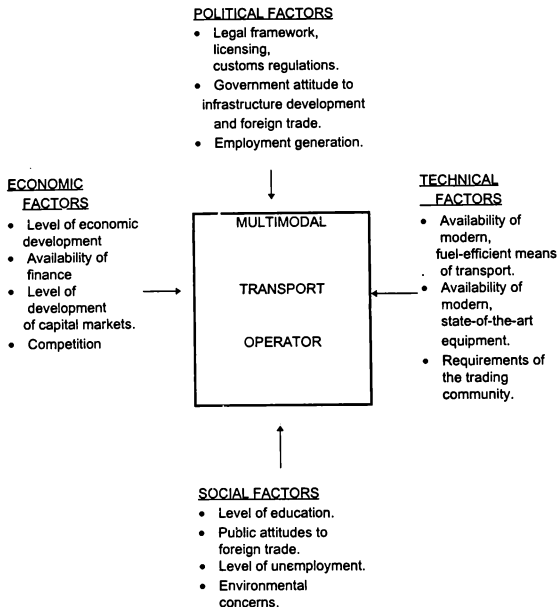 POLITICAL FACTORS
• Legal framework,
licensing,
customs regulations.
• Government attitude to
infrastructure development
and foreign trade.
• Employment generation.
ECONOMIC
FACTORS
• Level of economic
development
• Availability of
finance
• Level of
development
of capital markets.
• Competition
MULTIMODAL
TRANSPORT
OPERATOR
TECHNICAL
FACTORS
• Availability of
modern,
fuel-efficient means
of transport.
• Availability of
modern,
state-of-the-art
equipment.
• Requirements of
the trading
community.
SOCIAL FACTORS
• Level of education.
• Public attitudes to
foreign trade.
• Level of unemployment.
• Environmental
concerns.